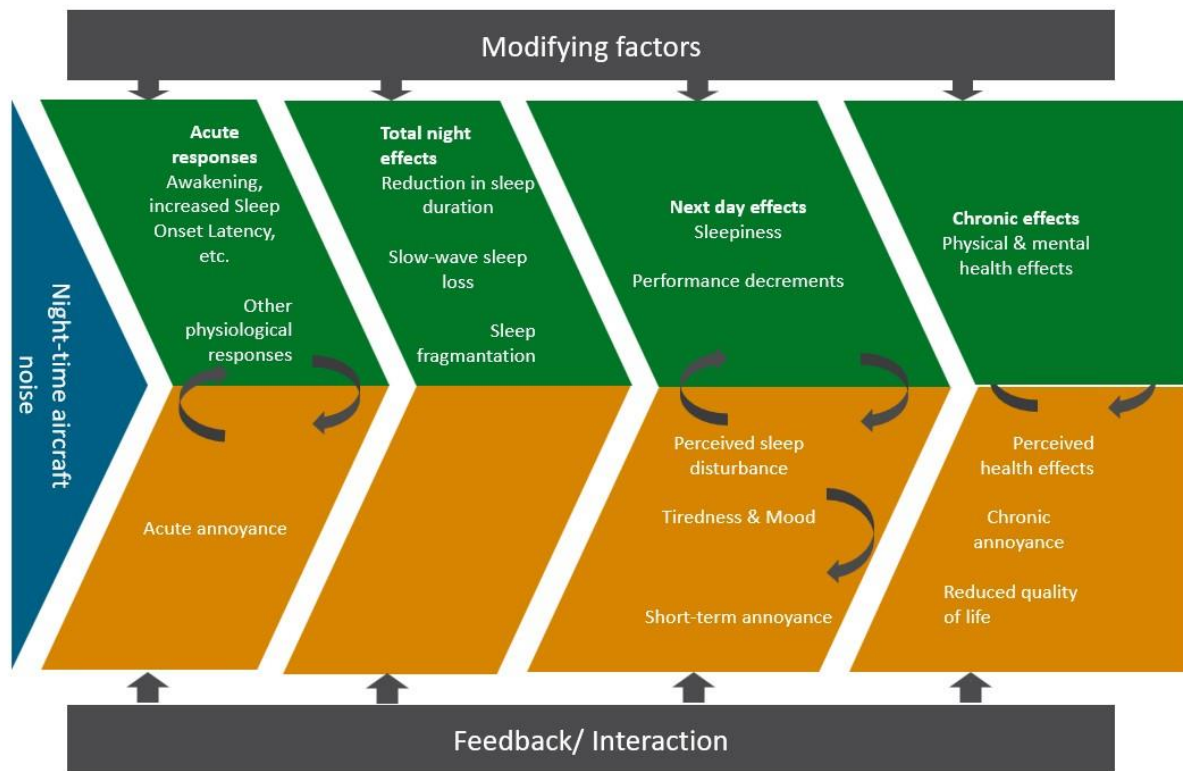 Modifying factors
Night-time aircraft
noise
Acute
responses
Awakening,
increased Sleep
Onset Latency,
etc.
Other
physiological
responses
Acute annoyance
Total night
effects
Reduction in sleep
duration
Slow-wave sleep
loss
Sleep
fragmantation
Next day effects
Sleepiness
Performance decrements
Perceived sleep
disturbance
Tiredness & Mood
Short-term annoyance
Chronic effects
Physical & mental
health effects
Perceived
health effects
Chronic
annoyance
Reduced quality
of life
Feedback/ Interaction